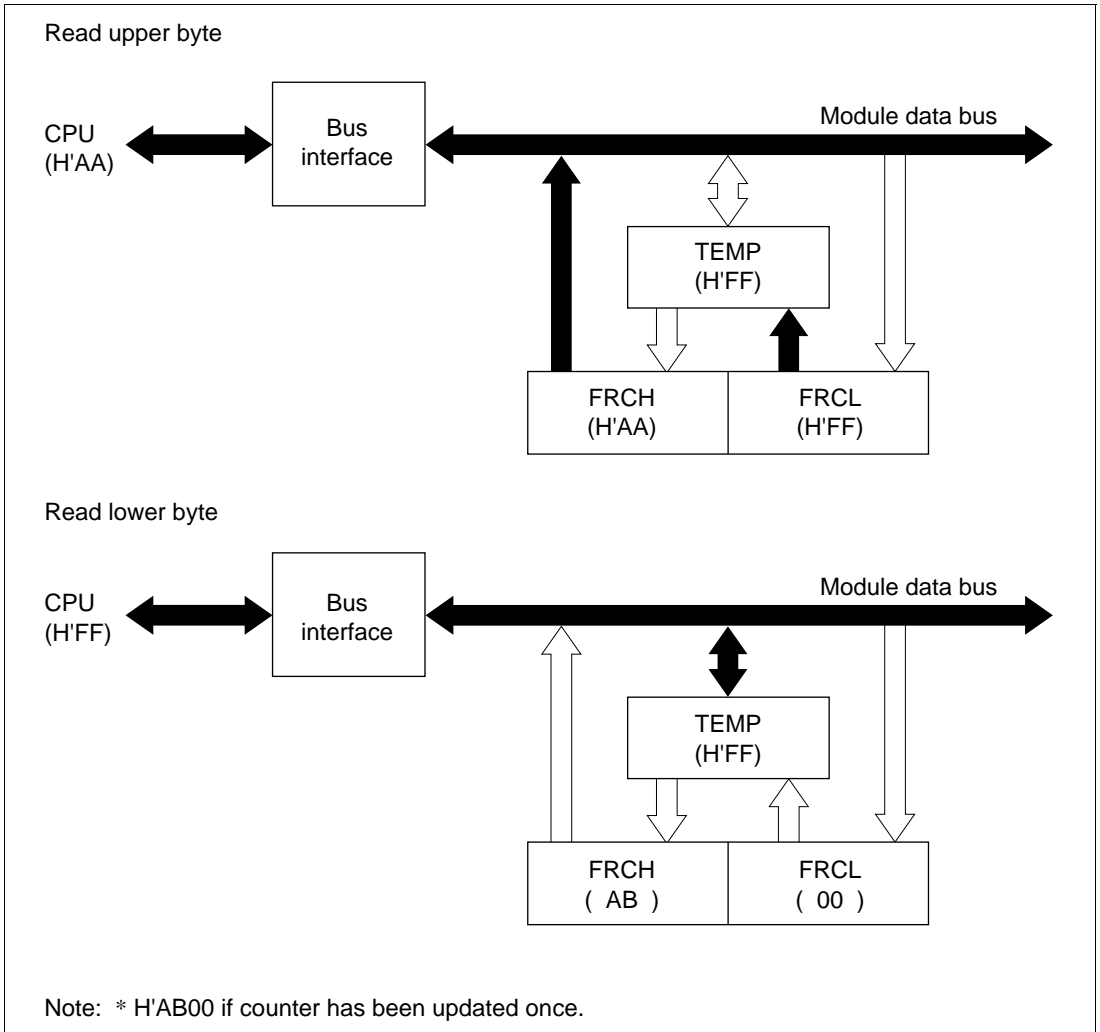 Read upper byte
CPU
(H'AA)
Bus
interface
Module data bus
TEMP
(H'FF)
FRCH
(H'AA)
FRCL
(H'FF)
Read lower byte
CPU
(H'FF)
Bus
interface
Module data bus
TEMP
(H'FF)
FRCH
( AB )
FRCL
( 00 )
Note: * H'AB00 if counter has been updated once.